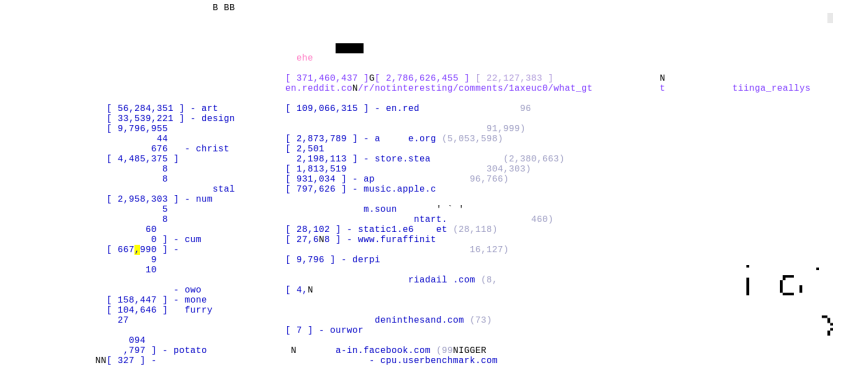 B BB
ehe
[ 371,460,437 ]G[ 2,786,626,455 ] [ 22,127,383 ] N
en.reddit.coN/r/notinteresting/comments/1axeuc0/what_gt t tiinga_reallys
[ 56,284,351 ] - art [ 109,066,315 ] - en.red 96
[ 33,539,221 ] - design
[ 9,796,955 91,999)
44 [ 2,873,789 ] - a e.org (5,053,598)
676 - christ [ 2,501
[ 4,485,375 ] 2,198,113 ] - store.stea (2,380,663)
8 [ 1,813,519 304,303)
8 [ 931,034 ] - ap 96,766)
stal [ 797,626 ] - music.apple.c
[ 2,958,303 ] - num
5 m.soun
8 ntart. 460)
60 [ 28,102 ] - static1.e6 et (28,118)
0 ] - cum [ 27,6N8 ] - www.furaffinit
[ 667,990 ] - 16,127)
9 [ 9,796 ] - derpi
10
riadail .com (8,
- owo [ 4,N
[ 158,447 ] - mone
[ 104,646 ] furry
27 deninthesand.com (73)
[ 7 ] - ourwor
094
,797 ] - potato N a-in.facebook.com (99NIGGER
NN[ 327 ] - - cpu.userbenchmark.com